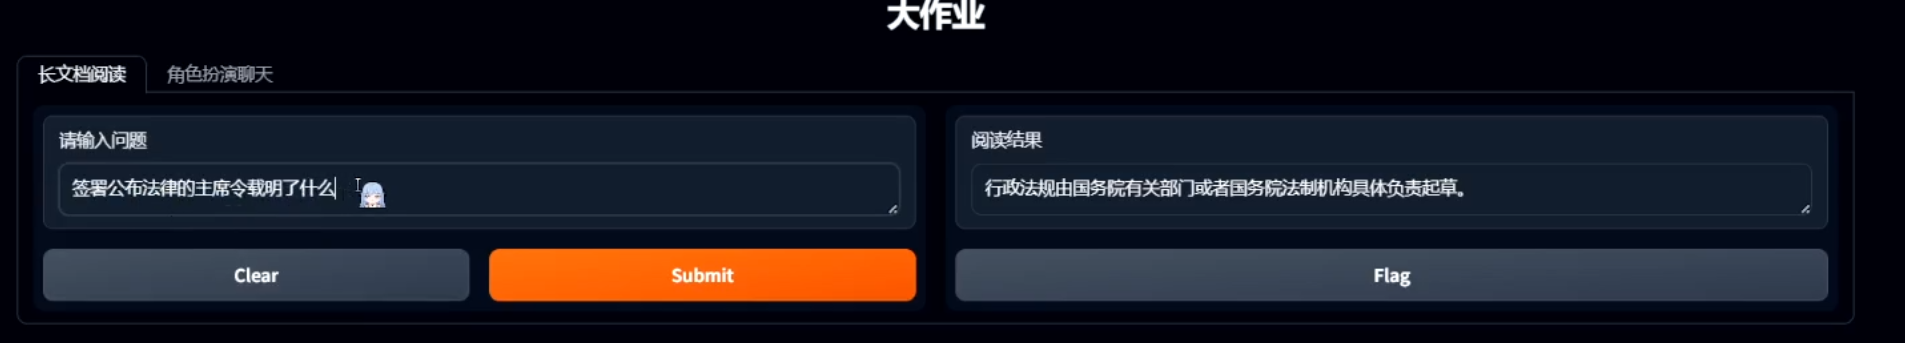 大作业
长文档阅读
角色扮演聊天
请输入问题
签署公布法律的主席令载明了什么
Clear
Submit
阅读结果
行政法规由国务院有关部门或者国务院法制机构具体负责起草。
Flag